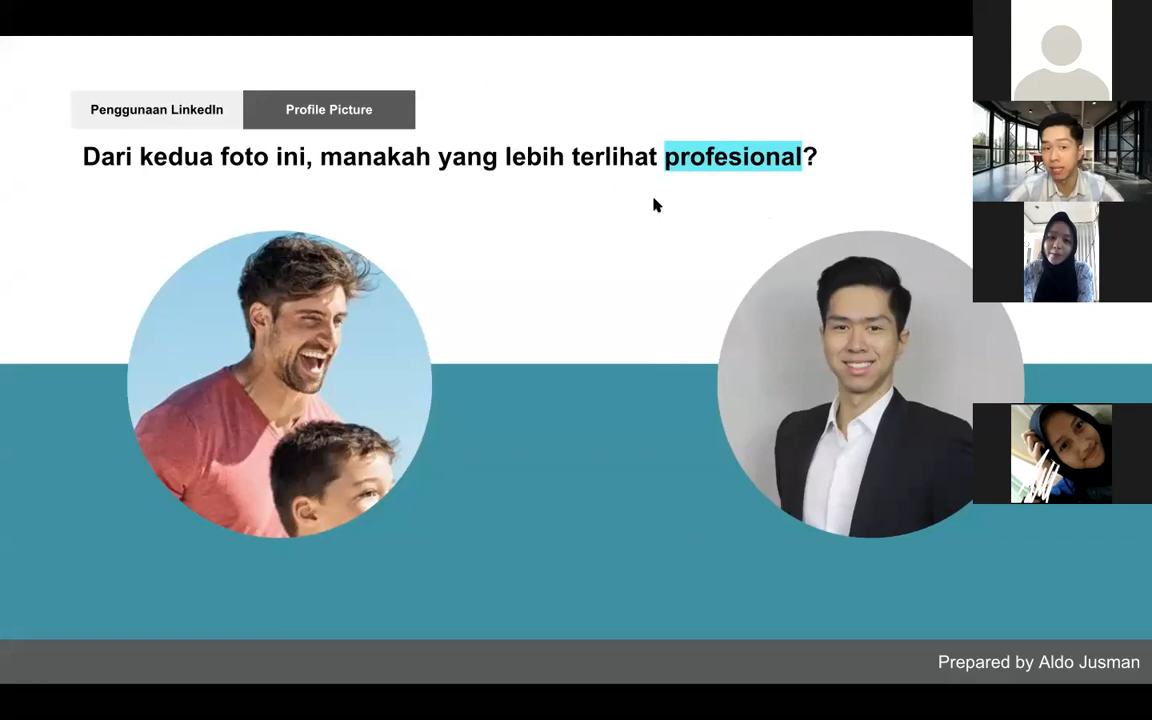 Penggunaan LinkedIn
Profile Picture
Dari kedua foto ini, manakah yang lebih terlihat profesional?
Prepared by Aldo Jusman